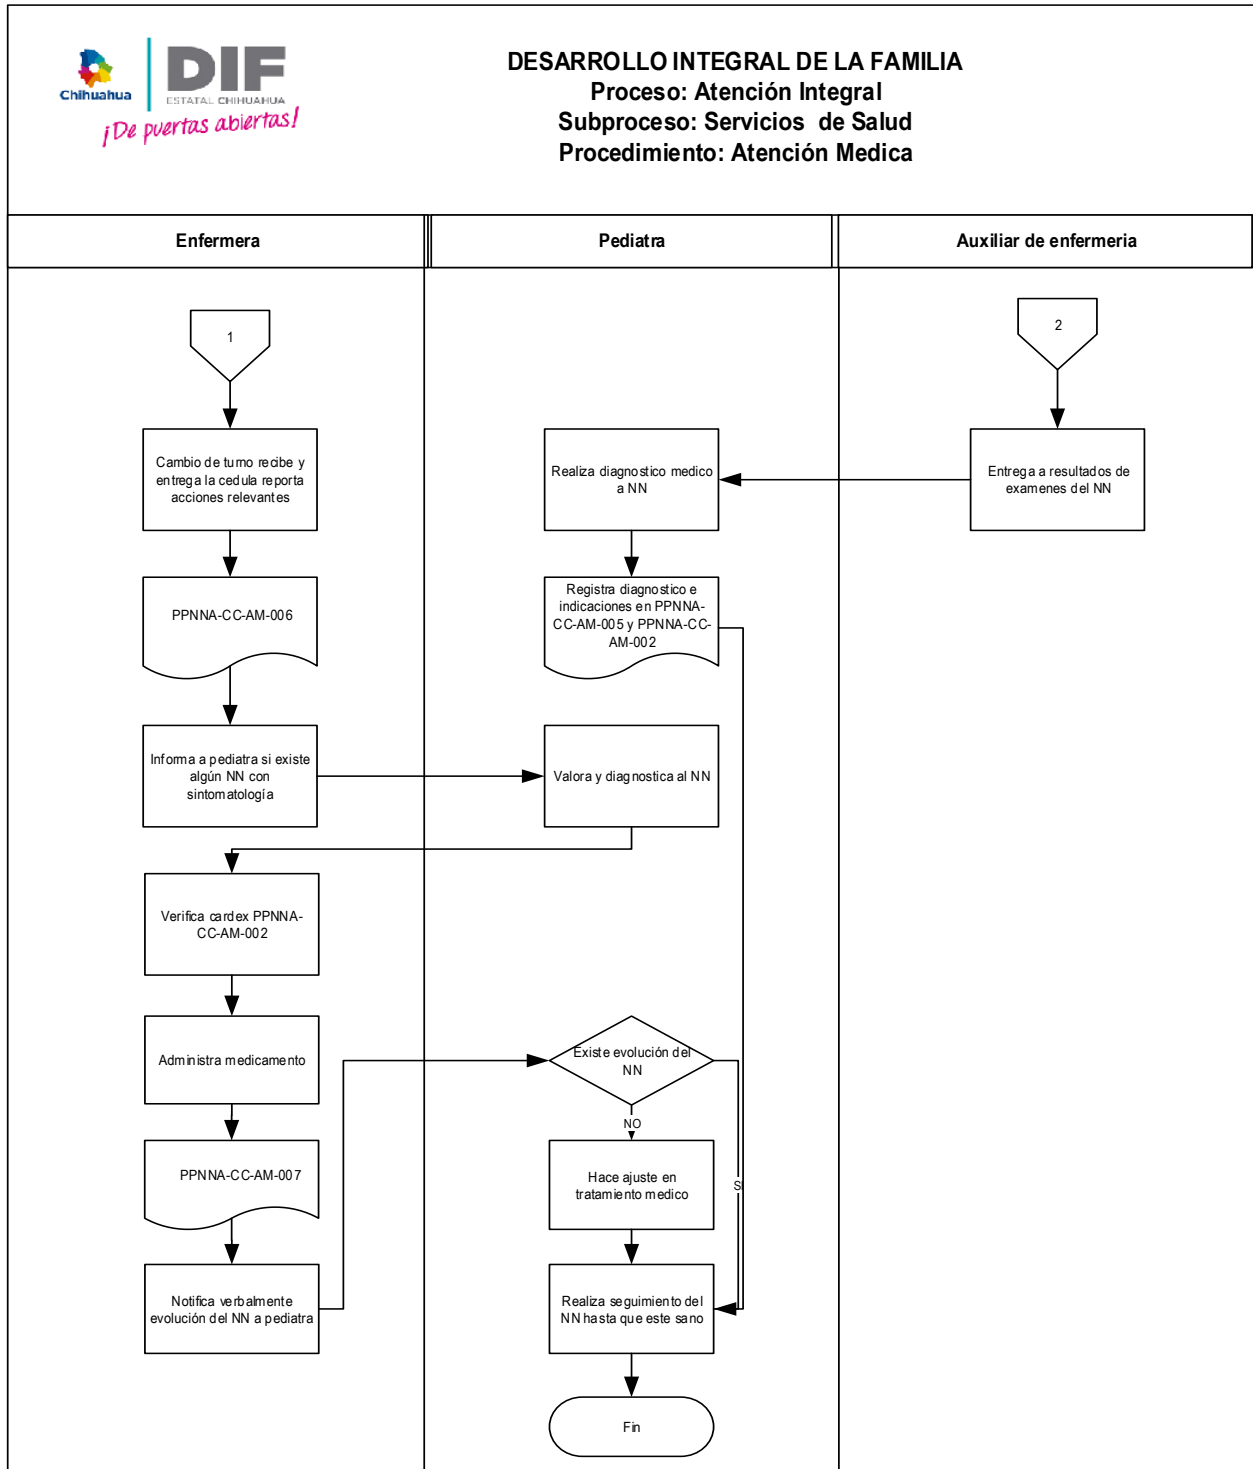 Chihuahua
DIF
ESTATAL CHIHUAHUA
¡De puertas abiertas!
DESARROLLO INTEGRAL DE LA FAMILIA
Proceso: Atención Integral
Subproceso: Servicios de Salud
Procedimiento: Atención Medica
Enfermera
Pediatra
Auxiliar de enfermeria
1
2
Cambio de turno recibe y
entrega la cedula reporta
acciones relevantes
Realiza diagnostico medico
a NN
Entrega a resultados de
examenes del NN
PPNNA-CC-AM-006
Registra diagnostico e
indicaciones en PPNNA-
CC-AM-005 y PPNNA-CC-
AM-002
Informa a pediatra si existe
algún NN con
sintomatología
Valora y diagnostica al NN
Verifica cardex PPNNA-
CC-AM-002
Administra medicamento
Existe evolución del
NN
NO
SI
PPNNA-CC-AM-007
Hace ajuste en
tratamiento medico
Notifica verbalmente
evolución del NN a pediatra
Realiza seguimiento del
NN hasta que este sano
Fin